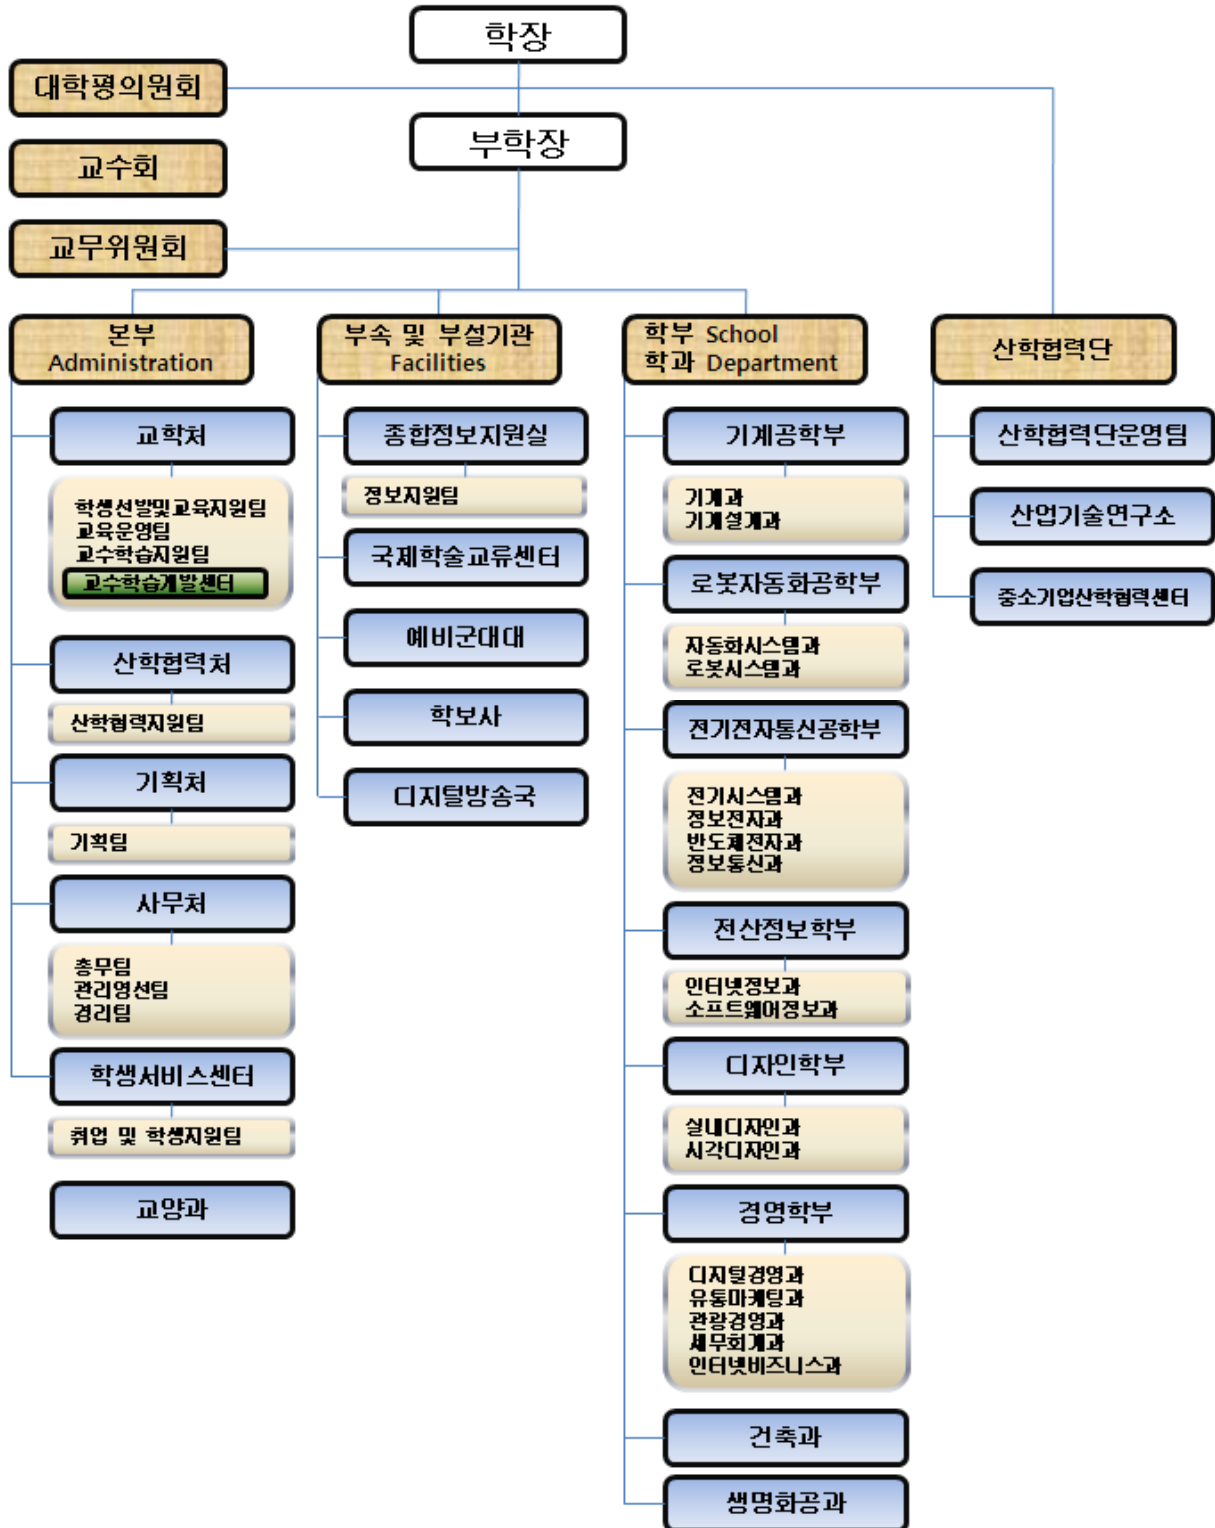 학장
대학평의원회
부학장
교수회
교무위원회
본부
Administration
교학처
학생선발및교육지원팀
교육운영팀
교수학습지원팀
교수학습개발센터
산학협력처
산학협력지원팀
기획처
기획팀
사무처
총무팀
관리영선팀
경리팀
학생서비스센터
취업 및 학생지원팀
교양과
부속 및 부설기관
Facilities
종합정보지원실
정보지원팀
국제학술교류센터
예비군대대
학보사
디지털방송국
학부 School
학과 Department
기계공학부
기계과
기계설계과
로봇자동화공학부
자동화시스템과
로봇시스템과
전기전자통신공학부
전기시스템과
정보전자과
반도체전자과
정보통신과
전산정보학부
인터넷정보과
소프트웨어정보과
디자인학부
실내디자인과
시각디자인과
경영학부
디지털경영과
유통마케팅과
관광경영과
세무회계과
인터넷비즈니스과
건축과
생명화공과
산학협력단
산학협력단운영팀
산업기술연구소
중소기업산학협력센터